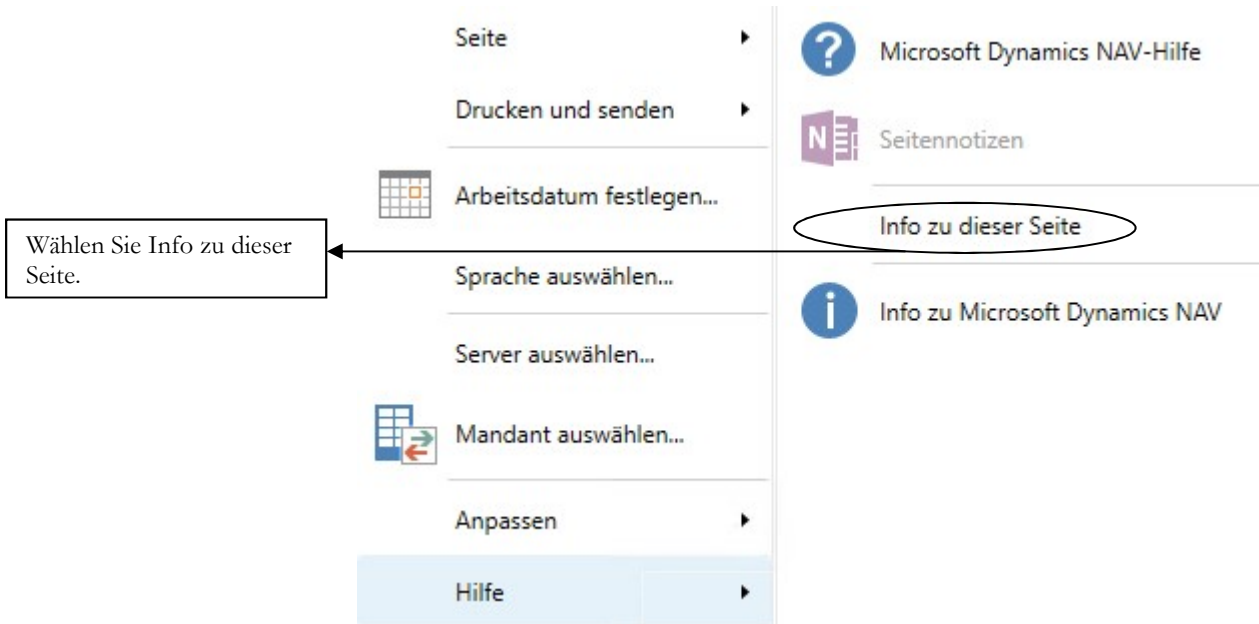 Seite
Drucken und senden
Arbeitsdatum festlegen...
Sprache auswählen...
Server auswählen...
Mandant auswählen...
Anpassen
Hilfe
Microsoft Dynamics NAV-Hilfe
N
Seitennotizen
Info zu dieser Seite
Info zu Microsoft Dynamics NAV
Wählen Sie Info zu dieser
Seite.